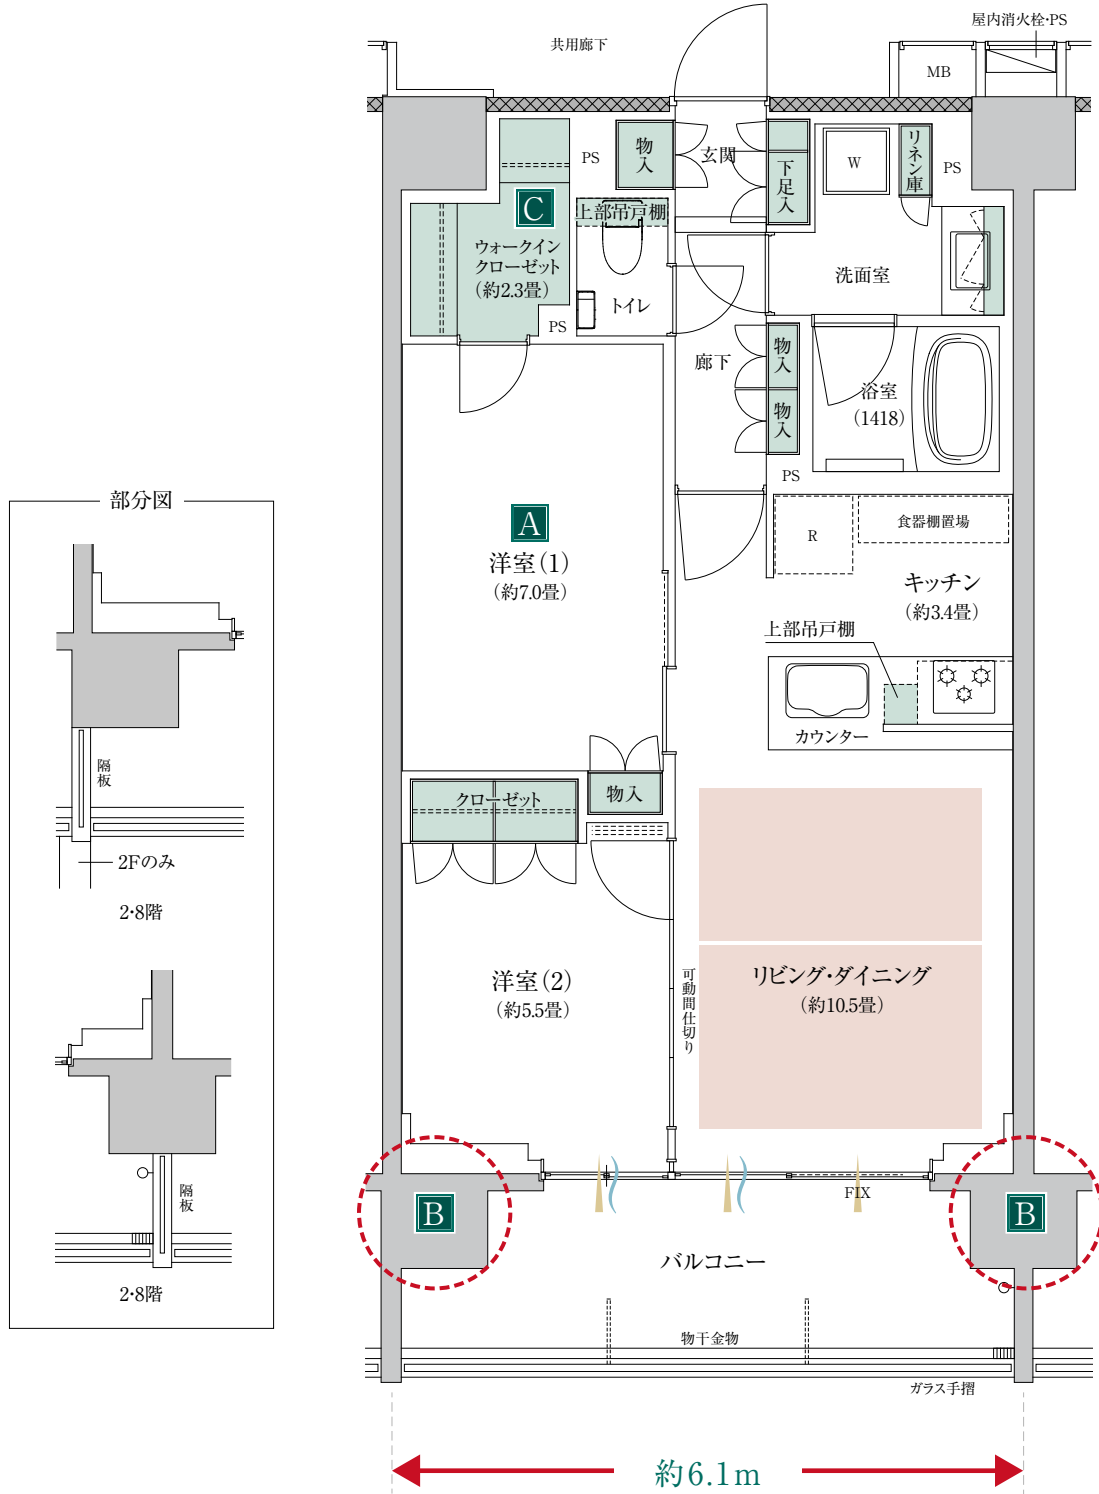 屋内消火栓・PS
共用廊下
MB
物入
PS
玄関
下足入
W
リネン庫
PS
C
上部吊戸棚
ウォークイン
クローゼット
(約2.3畳)
トイレ
洗面室
PS
廊下
物入
物入
浴室
(1418)
PS
A
洋室(1)
(約7.0畳)
R
食器棚置場
キッチン
(約3.4畳)
上部吊戸棚
カウンター
クローゼット
物入
洋室(2)
(約5.5畳)
可動間仕切り
リビング・ダイニング
(約10.5畳)
FIX
B
B
バルコニー
物干金物
ガラス手摺
約6.1m
部分図
隔板
2Fのみ
2・8階
隔板
2・8階